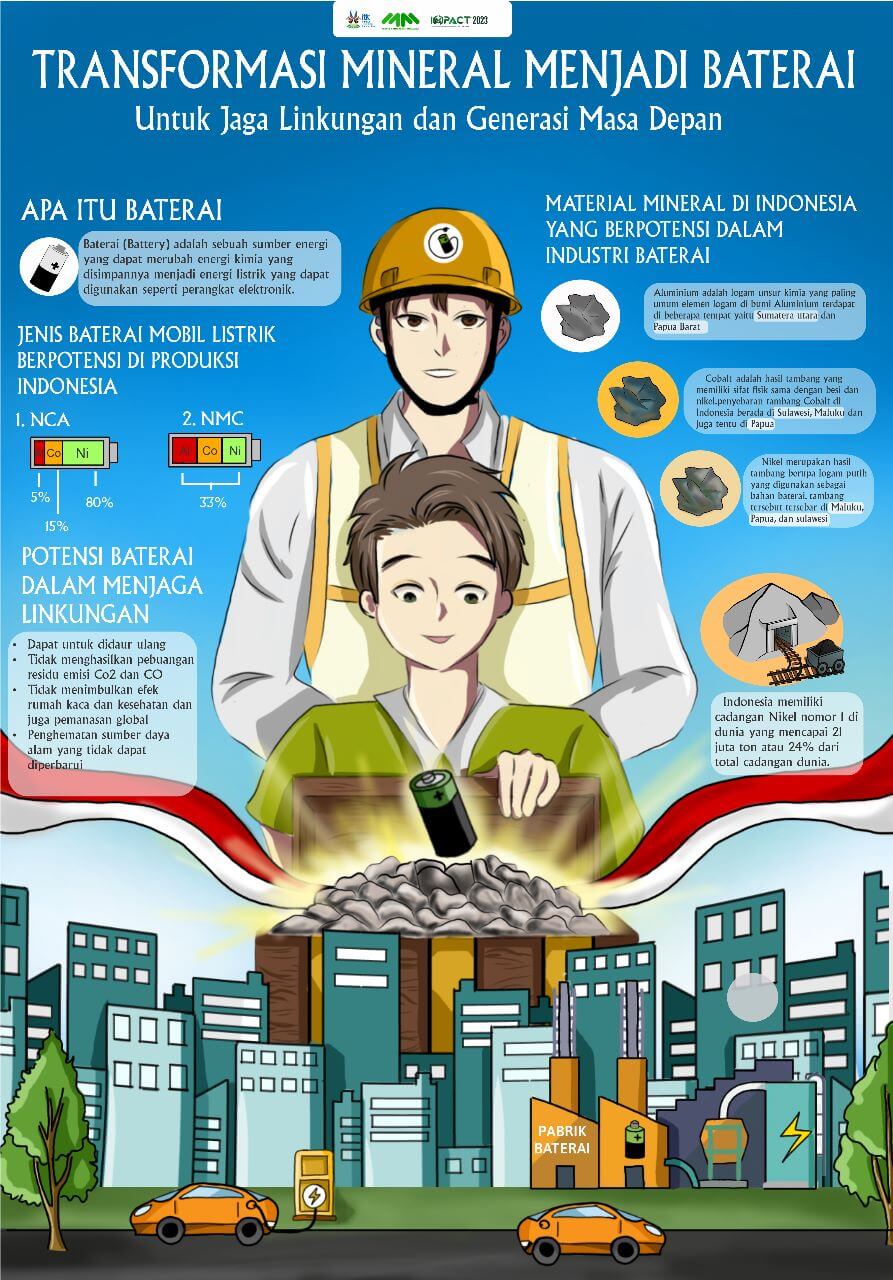 IMPACT 2023
TRANSFORMASI MINERAL MENJADI BATERAI
Untuk Jaga Linkungan dan Generasi Masa Depan
APA ITU BATERAI
Baterai (Battery) adalah sebuah sumber energi
yang dapat merubah energi kimia yang
disimpannya menjadi energi listrik yang dapat
digunakan seperti perangkat elektronik.
JENIS BATERAI MOBIL LISTRIK
BERPOTENSI DI PRODUKSI
INDONESIA
1. NCA
Co Ni
5%
80%
15%
2. NMC
Al Co Ni
33%
POTENSI BATERAI
DALAM MENJAGA
LINKUNGAN
• Dapat untuk didaur ulang
• Tidak menghasilkan pebuangan
residu emisi Co2 dan CO
• Tidak menimbulkan efek
rumah kaca dan kesehatan dan
juga pemanasan global
• Penghematan sumber daya
alam yang tidak dapat
diperbarui
MATERIAL MINERAL DI INDONESIA
YANG BERPOTENSI DALAM
INDUSTRI BATERAI
Aluminium adalah logam unsur kimia yang paling
umum elemen logam di bumi Aluminium terdapat
di beberapa tempat yaitu Sumatera utara dan
Papua Barat
Cobalt adalah hasil tambang yang
memiliki sifat fisik sama dengan besi dan
nikel.penyebaran tambang Cobalt di
Indonesia berada di Sulawesi, Maluku dan
juga tentu di Papua
Nikel merupakan hasil
tambang berupa logam putih
yang digunakan sebagai
bahan baterai. tambang
tersebut tersebar di Maluku,
Papua, dan sulawesi
Indonesia memiliki
cadangan Nikel nomor 1 di
dunia yang mencapai 21
juta ton atau 24% dari
total cadangan dunia.
PABRIK
BATERAI